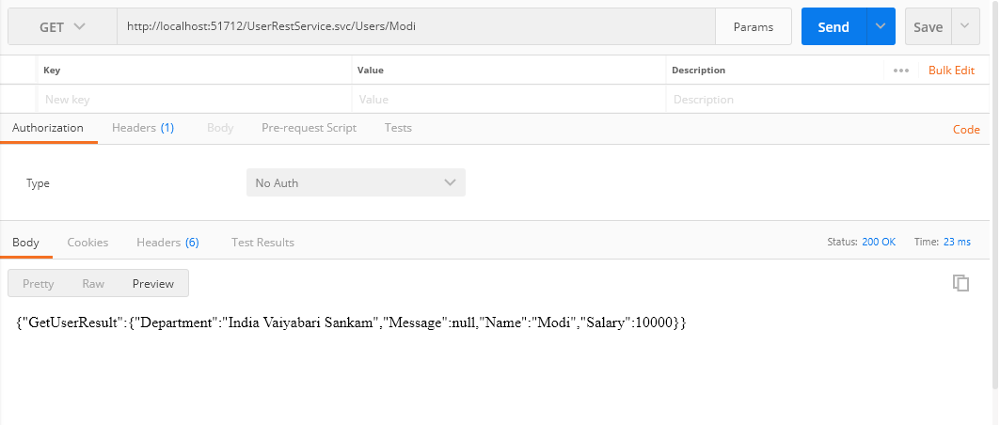 GET http://localhost:51712/UserRestService.svc/Users/Modi Params Send Save
Key Value Description ••• Bulk Edit
New key Value Description
Authorization Headers (1) Body Pre-request Script Tests Code
Type No Auth
Body Cookies Headers (6) Test Results Status: 200 OK Time: 23 ms
Pretty Raw Preview
{"GetUserResult":{"Department":"India Vaiyabari Sankam","Message":null,"Name":"Modi","Salary":10000}}